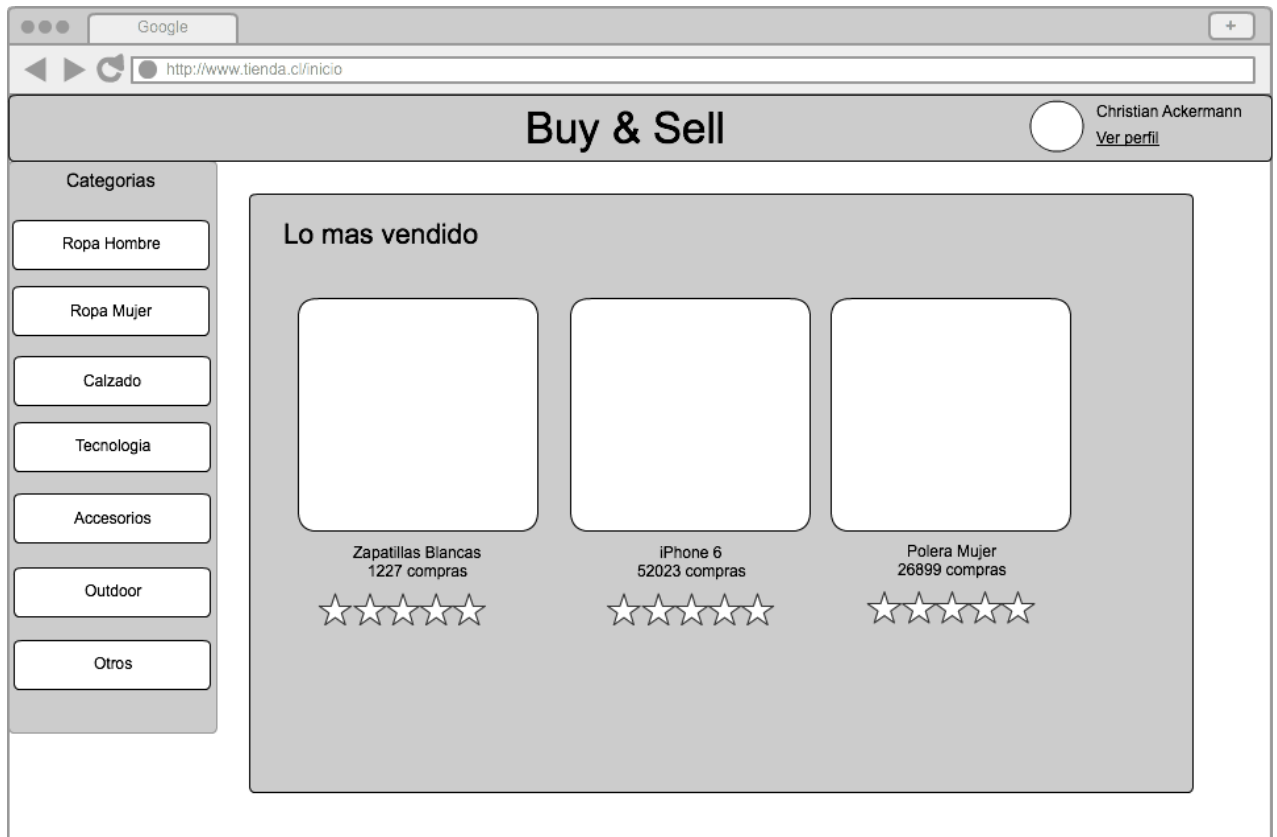 Google
+
http://www.tienda.cl/inicio
Buy & Sell
Christian Ackermann
Ver perfil
Categorias
Ropa Hombre
Ropa Mujer
Calzado
Tecnologia
Accesorios
Outdoor
Otros
Lo mas vendido
Zapatillas Blancas
1227 compras
iPhone 6
52023 compras
Polera Mujer
26899 compras